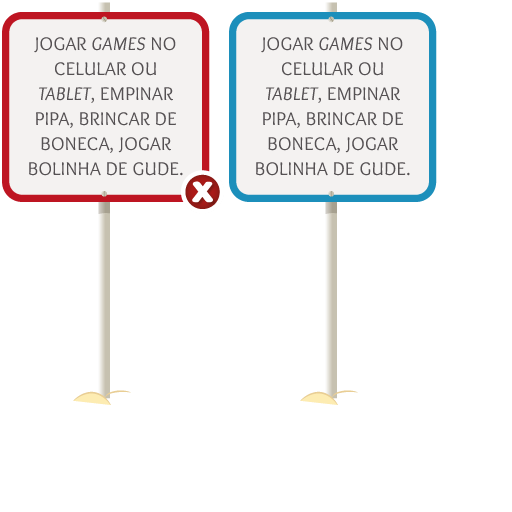 JOGAR GAMES NO
CELULAR OU
TABLET, EMPINAR
PIPA, BRINCAR DE
BONECA, JOGAR
BOLINHA DE GUDE.
JOGAR GAMES NO
CELULAR OU
TABLET, EMPINAR
PIPA, BRINCAR DE
BONECA, JOGAR
BOLINHA DE GUDE.